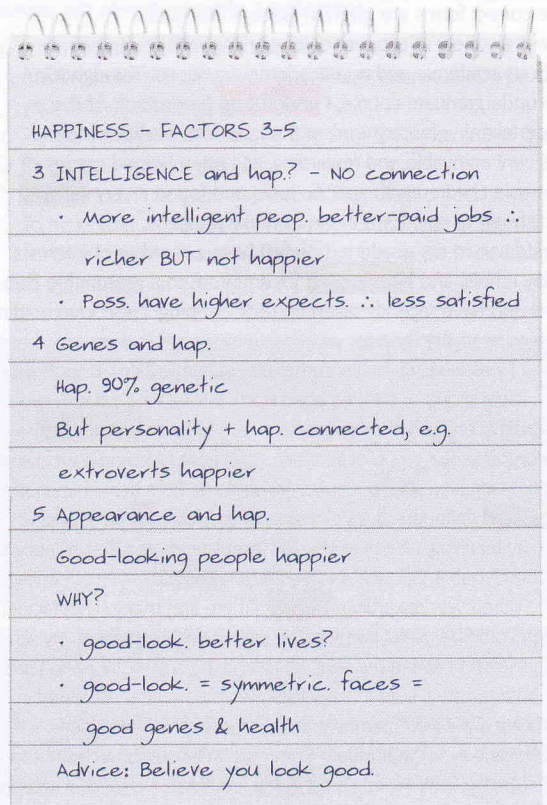 HAPPINESS – FACTORS 3-5
3 INTELLIGENCE and hap.? – NO connection
· More intelligent peop. better-paid jobs ∴
richer BUT not happier
· Poss. have higher expects. ∴ less satisfied
4 Genes and hap.
Hap. 90% genetic
But personality + hap. connected, e.g.
extroverts happier
5 Appearance and hap.
Good-looking people happier
WHY?
· good-look. better lives?
· good-look. = symmetric. faces =
good genes & health
Advice: Believe you look good.